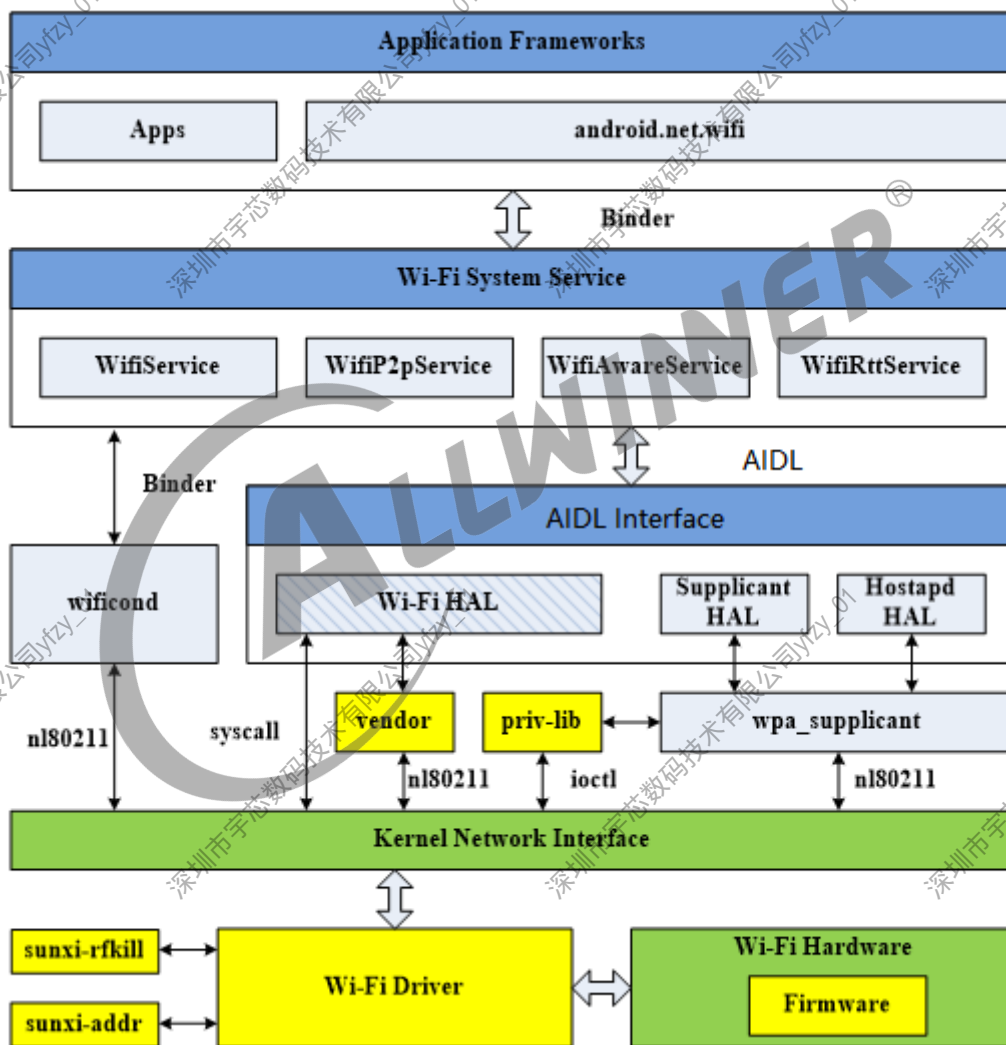 Application Frameworks
Apps
android.net.wifi
Binder
Wi-Fi System Service
WifiService
WifiP2pService
WifiAwareService
WifiRttService
Binder
AIDL
AIDL Interface
wificond
Wi-Fi HAL
Supplicant
HAL
Hostapd
HAL
nl80211
syscall
vendor
priv-lib
wpa_supplicant
nl80211
ioctl
nl80211
Kernel Network Interface
sunxi-rfkill
sunxi-addr
Wi-Fi Driver
Wi-Fi Hardware
Firmware
ALLWINNER®
深圳市宇芯数码技术有限公司yfzy_01